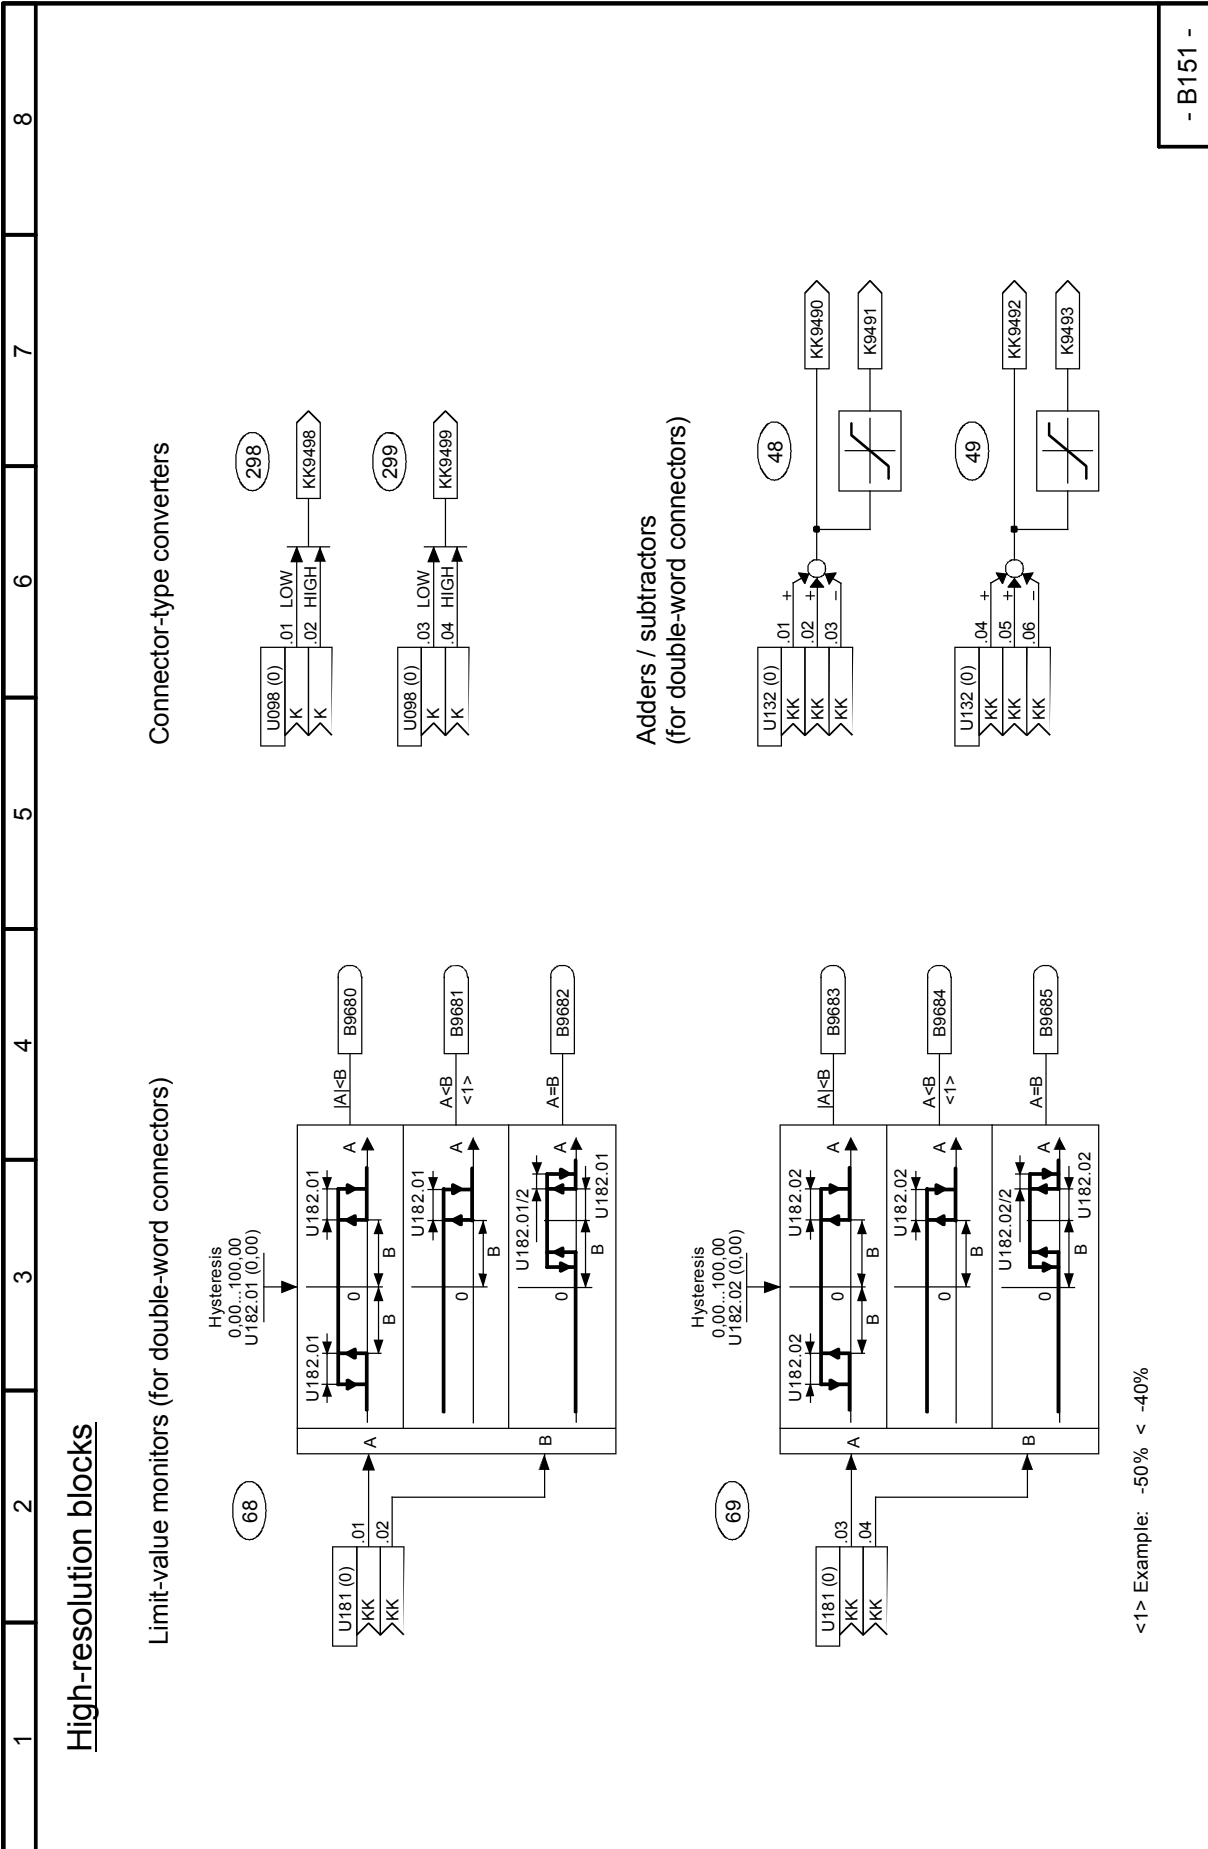 1 2 3 4 5 6 7 8
High-resolution blocks
Limit-value monitors (for double-word connectors)
68
Hysteresis
0,00...100,00
U182.01 (0,00)
U181 (0)
KK .01
KK .02
A
B
U182.01 U182.01
B 0 B A
|A|<B
B9680
U182.01
0 B A
A<B
<1>
B9681
U182.01/2
0 B A
U182.01
A=B
B9682
69
Hysteresis
0,00...100,00
U182.02 (0,00)
U181 (0)
KK .03
KK .04
A
B
U182.02 U182.02
B 0 B A
|A|<B
B9683
U182.02
0 B A
A<B
<1>
B9684
U182.02/2
0 B A
U182.02
A=B
B9685
<1> Example: -50% < -40%
Connector-type converters
298
U098 (0)
K .01 LOW
K .02 HIGH
KK9498
299
U098 (0)
K .03 LOW
K .04 HIGH
KK9499
Adders / subtractors
(for double-word connectors)
48
U132 (0)
KK .01 +
KK .02 +
KK .03 –
KK9490
K9491
49
U132 (0)
KK .04 +
KK .05 +
KK .06 –
KK9492
K9493
- B151 -